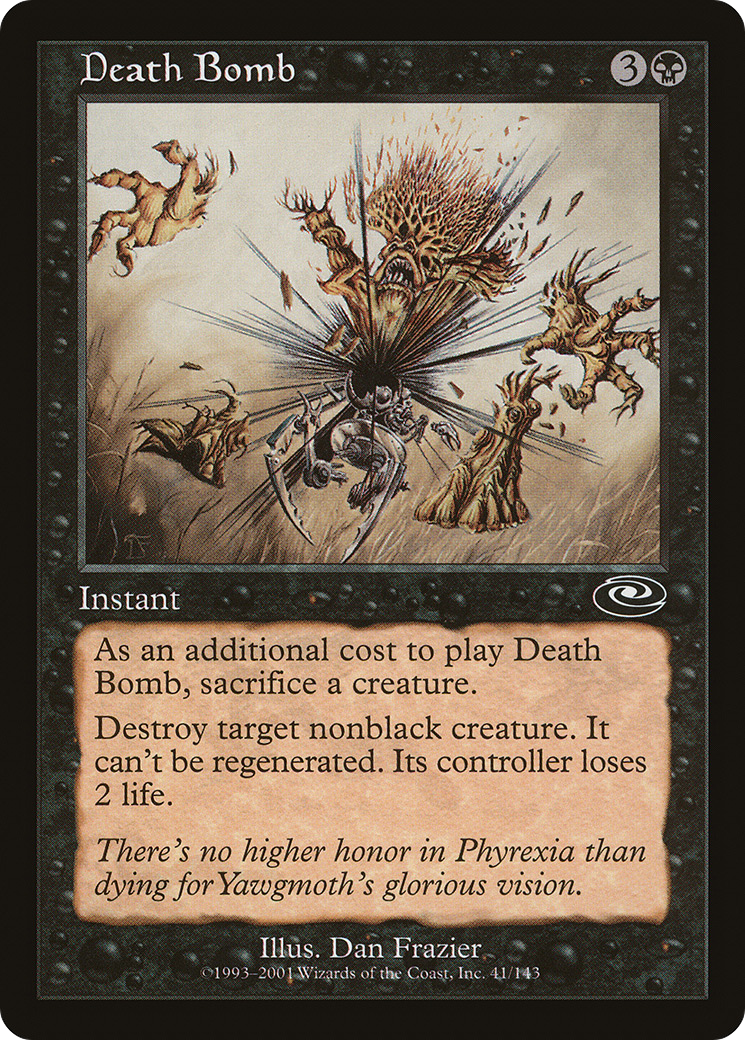 Death Bomb
3
Instant
As an additional cost to play Death
Bomb, sacrifice a creature.
Destroy target nonblack creature. It
can't be regenerated. Its controller loses
2 life.
There's no higher honor in Phyrexia than
dying for Yawgmoth's glorious vision.
Illus. Dan Frazier
©1993–2001 Wizards of the Coast, Inc. 41/143